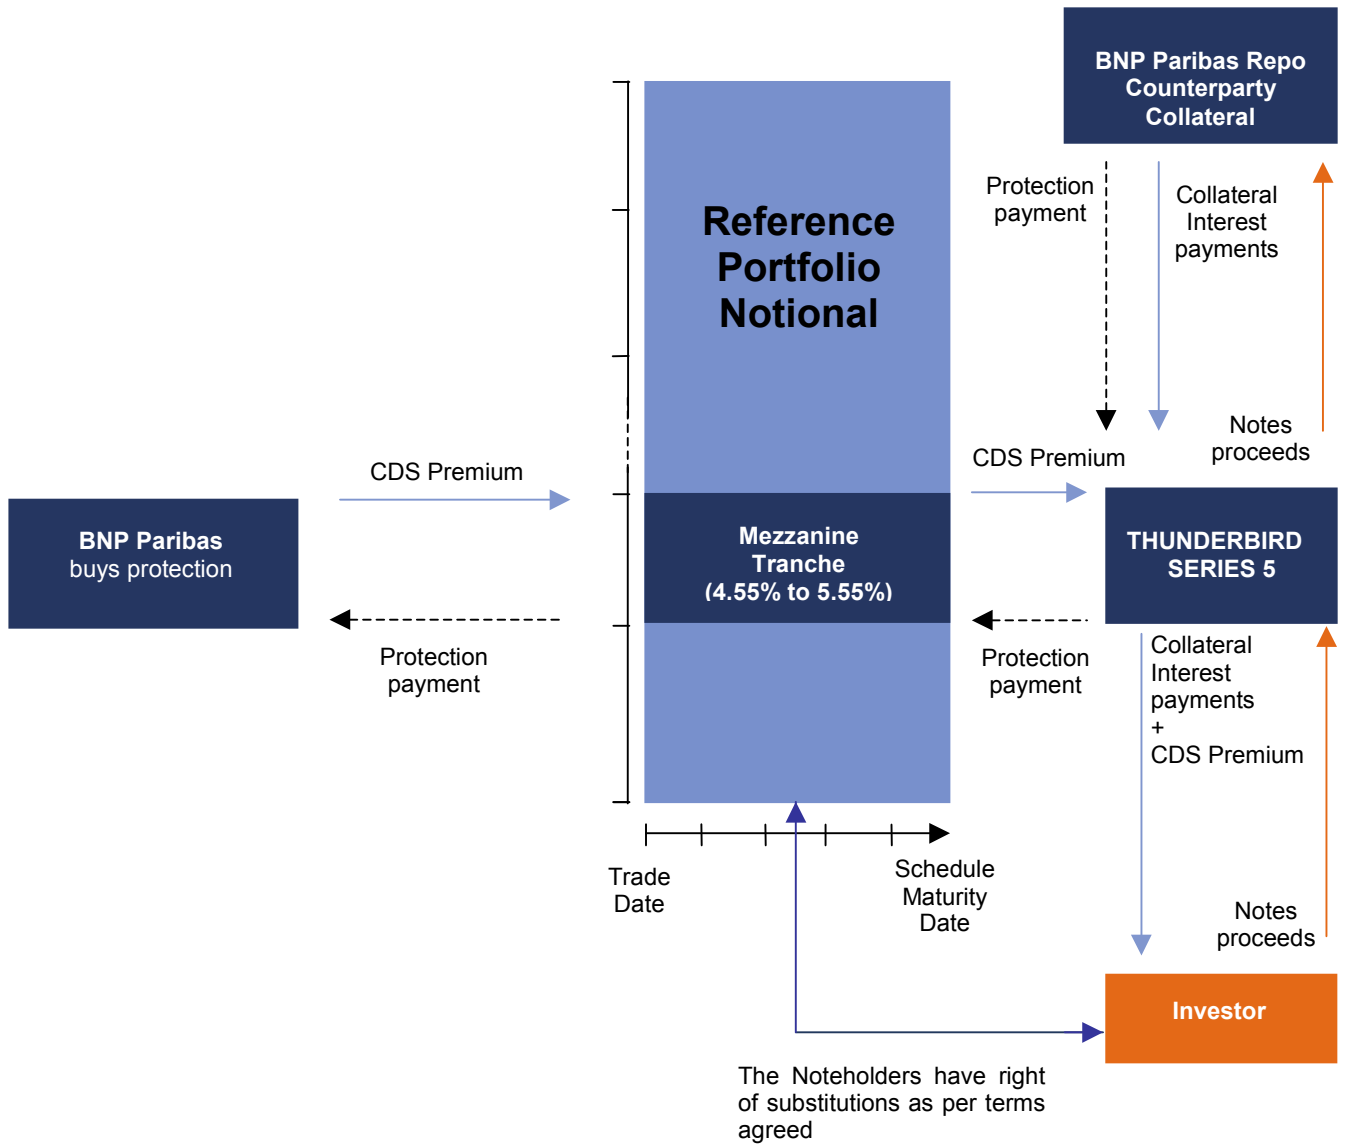 BNP Paribas Repo
Counterparty
Collateral
Reference
Portfolio
Notional
Protection
payment
Collateral
Interest
payments
Notes
proceeds
CDS Premium
CDS Premium
BNP Paribas
buys protection
Mezzanine
Tranche
(4.55% to 5.55%)
THUNDERBIRD
SERIES 5
Protection
payment
Protection
payment
Collateral
Interest
payments
+
CDS Premium
Trade
Date
Schedule
Maturity
Date
Notes
proceeds
Investor
The Noteholders have right
of substitutions as per terms
agreed